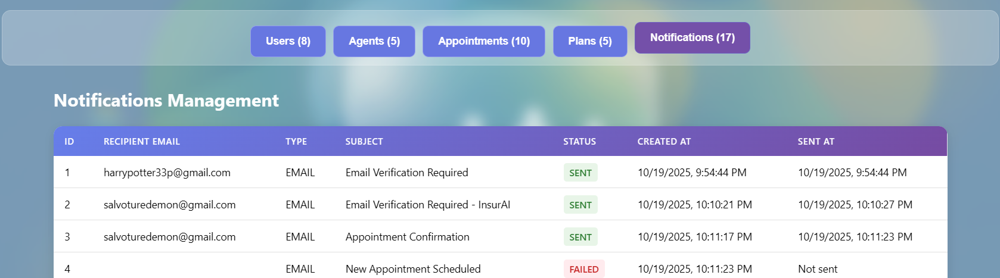 Users (8) Agents (5) Appointments (10) Plans (5) Notifications (17)
Notifications Management
ID RECIPIENT EMAIL TYPE SUBJECT STATUS CREATED AT SENT AT
1 harrypotter33p@gmail.com EMAIL Email Verification Required SENT 10/19/2025, 9:54:44 PM 10/19/2025, 9:54:44 PM
2 salvoturedemon@gmail.com EMAIL Email Verification Required - InsurAI SENT 10/19/2025, 10:10:21 PM 10/19/2025, 10:10:27 PM
3 salvoturedemon@gmail.com EMAIL Appointment Confirmation SENT 10/19/2025, 10:11:17 PM 10/19/2025, 10:11:23 PM
4 EMAIL New Appointment Scheduled FAILED 10/19/2025, 10:11:23 PM Not sent